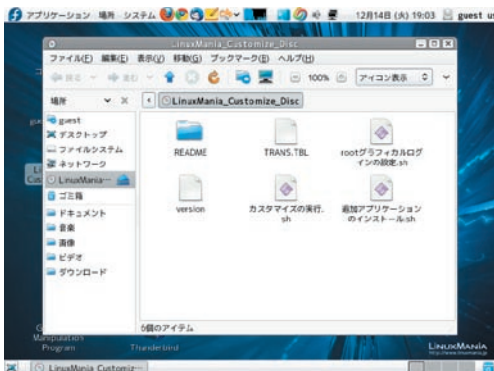 アプリケーション 場所 システム
12月14日 (火) 19:03 guest u
LinuxMania_Customize_Disc
ファイル(F) 編集(E) 表示(V) 移動(G) ブックマーク(B) ヘルプ(H)
100% アイコン表示
場所
LinuxMania_Customize_Disc
guest
デスクトップ
ファイルシステム
ネットワーク
LinuxMania…
ゴミ箱
ドキュメント
音楽
画像
ビデオ
ダウンロード
README
TRANS.TBL
rootグラフィカルログ
インの設定.sh
version
カスタマイズの実行.
sh
追加アプリケーション
のインストール.sh
6個のアイテム
Manipulation
Program
Thunderbird
LinuxMania
LinuxMania Customiz…